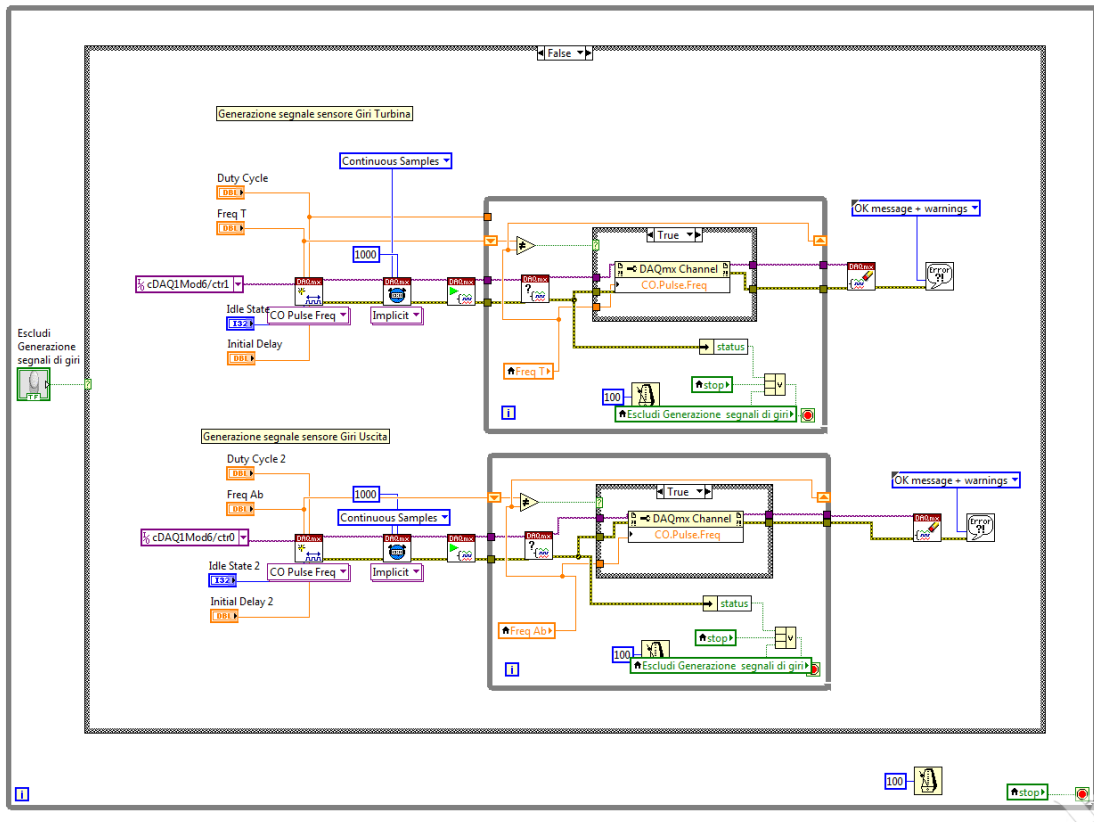 False
Generazione segnale sensore Giri Turbina
Continuous Samples
Duty Cycle
DBL
Freq T
DBL
OK message + warnings
1000
True
cDAQ1Mod6/ctr1
DAQmx
DAQmx
DAQmx
DAQmx
DAQmx Channel
CO.Pulse.Freq
DAQmx
Error
?!
Idle State
I32
CO Pulse Freq
Implicit
Initial Delay
DBL
Escludi
Generazione
segnali di giri
TF
status
Freq T
stop
100
Escludi Generazione segnali di giri
i
Generazione segnale sensore Giri Uscita
Duty Cycle 2
DBL
Freq Ab
DBL
1000
Continuous Samples
True
OK message + warnings
cDAQ1Mod6/ctr0
DAQmx
DAQmx
DAQmx
DAQmx
DAQmx Channel
CO.Pulse.Freq
DAQmx
Error
?!
Idle State 2
I32
CO Pulse Freq
Implicit
Initial Delay 2
DBL
status
Freq Ab
stop
100
Escludi Generazione segnali di giri
i
100
i
stop